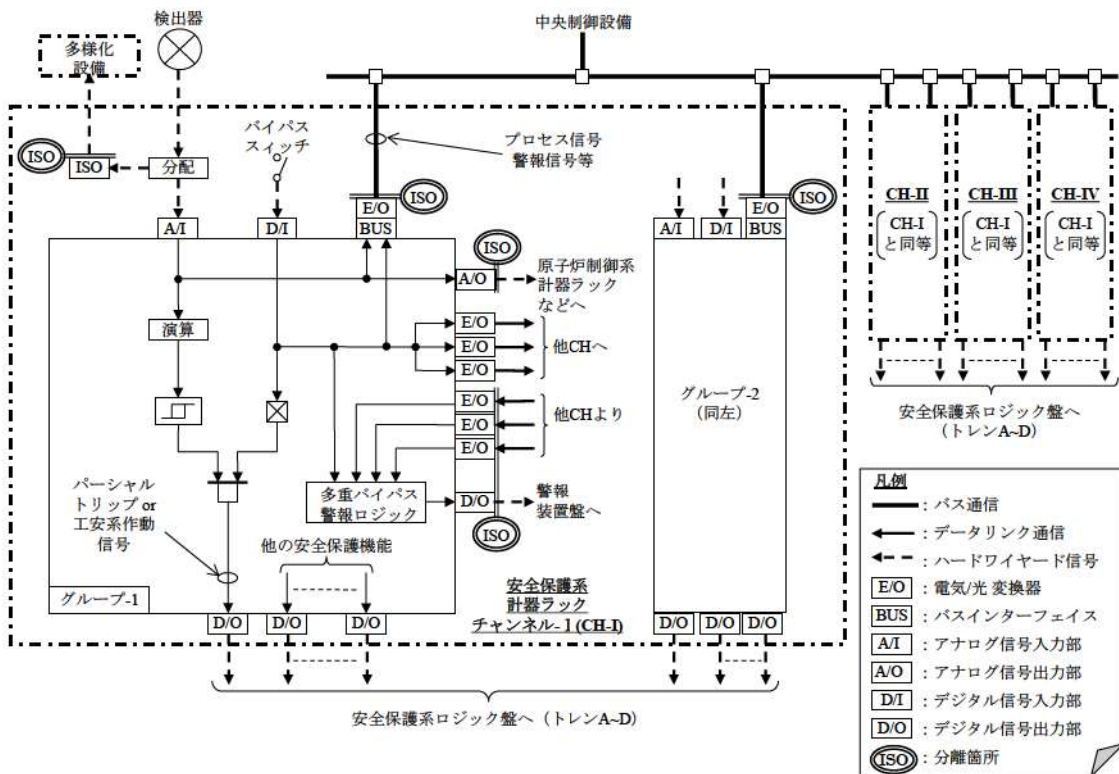 検出器
中央制御設備
多様化
設備
バイパス
スイッチ
プロセス信号
警報信号等
ISO
ISO
分配
ISO
E/O
A/I
D/I
BUS
ISO
E/O
A/I
D/I
BUS
CH-II
CH-I
と同等
CH-III
CH-I
と同等
CH-IV
CH-I
と同等
ISO
A/O
原子炉制御系
計器ラック
などへ
演算
E/O
E/O
E/O
他CHへ
E/O
E/O
E/O
他CHより
グループ-2
(同左)
安全保護系ロジック盤へ
(トレンA~D)
パーシャル
トリップ or
工安系作動
信号
多重バイパス
警報ロジック
D/O
警報
装置盤へ
ISO
他の安全保護機能
グループ-1
安全保護系
計器ラック
チャンネル-Ⅰ(CH-I)
D/O
D/O
D/O
D/O
D/O
D/O
安全保護系ロジック盤へ(トレンA~D)
凡例
:バス通信
:データリンク通信
:ハードワイヤード信号
E/O:電気/光 変換器
BUS:バスインターフェイス
A/I:アナログ信号入力部
A/O:アナログ信号出力部
D/I:デジタル信号入力部
D/O:デジタル信号出力部
ISO:分離箇所